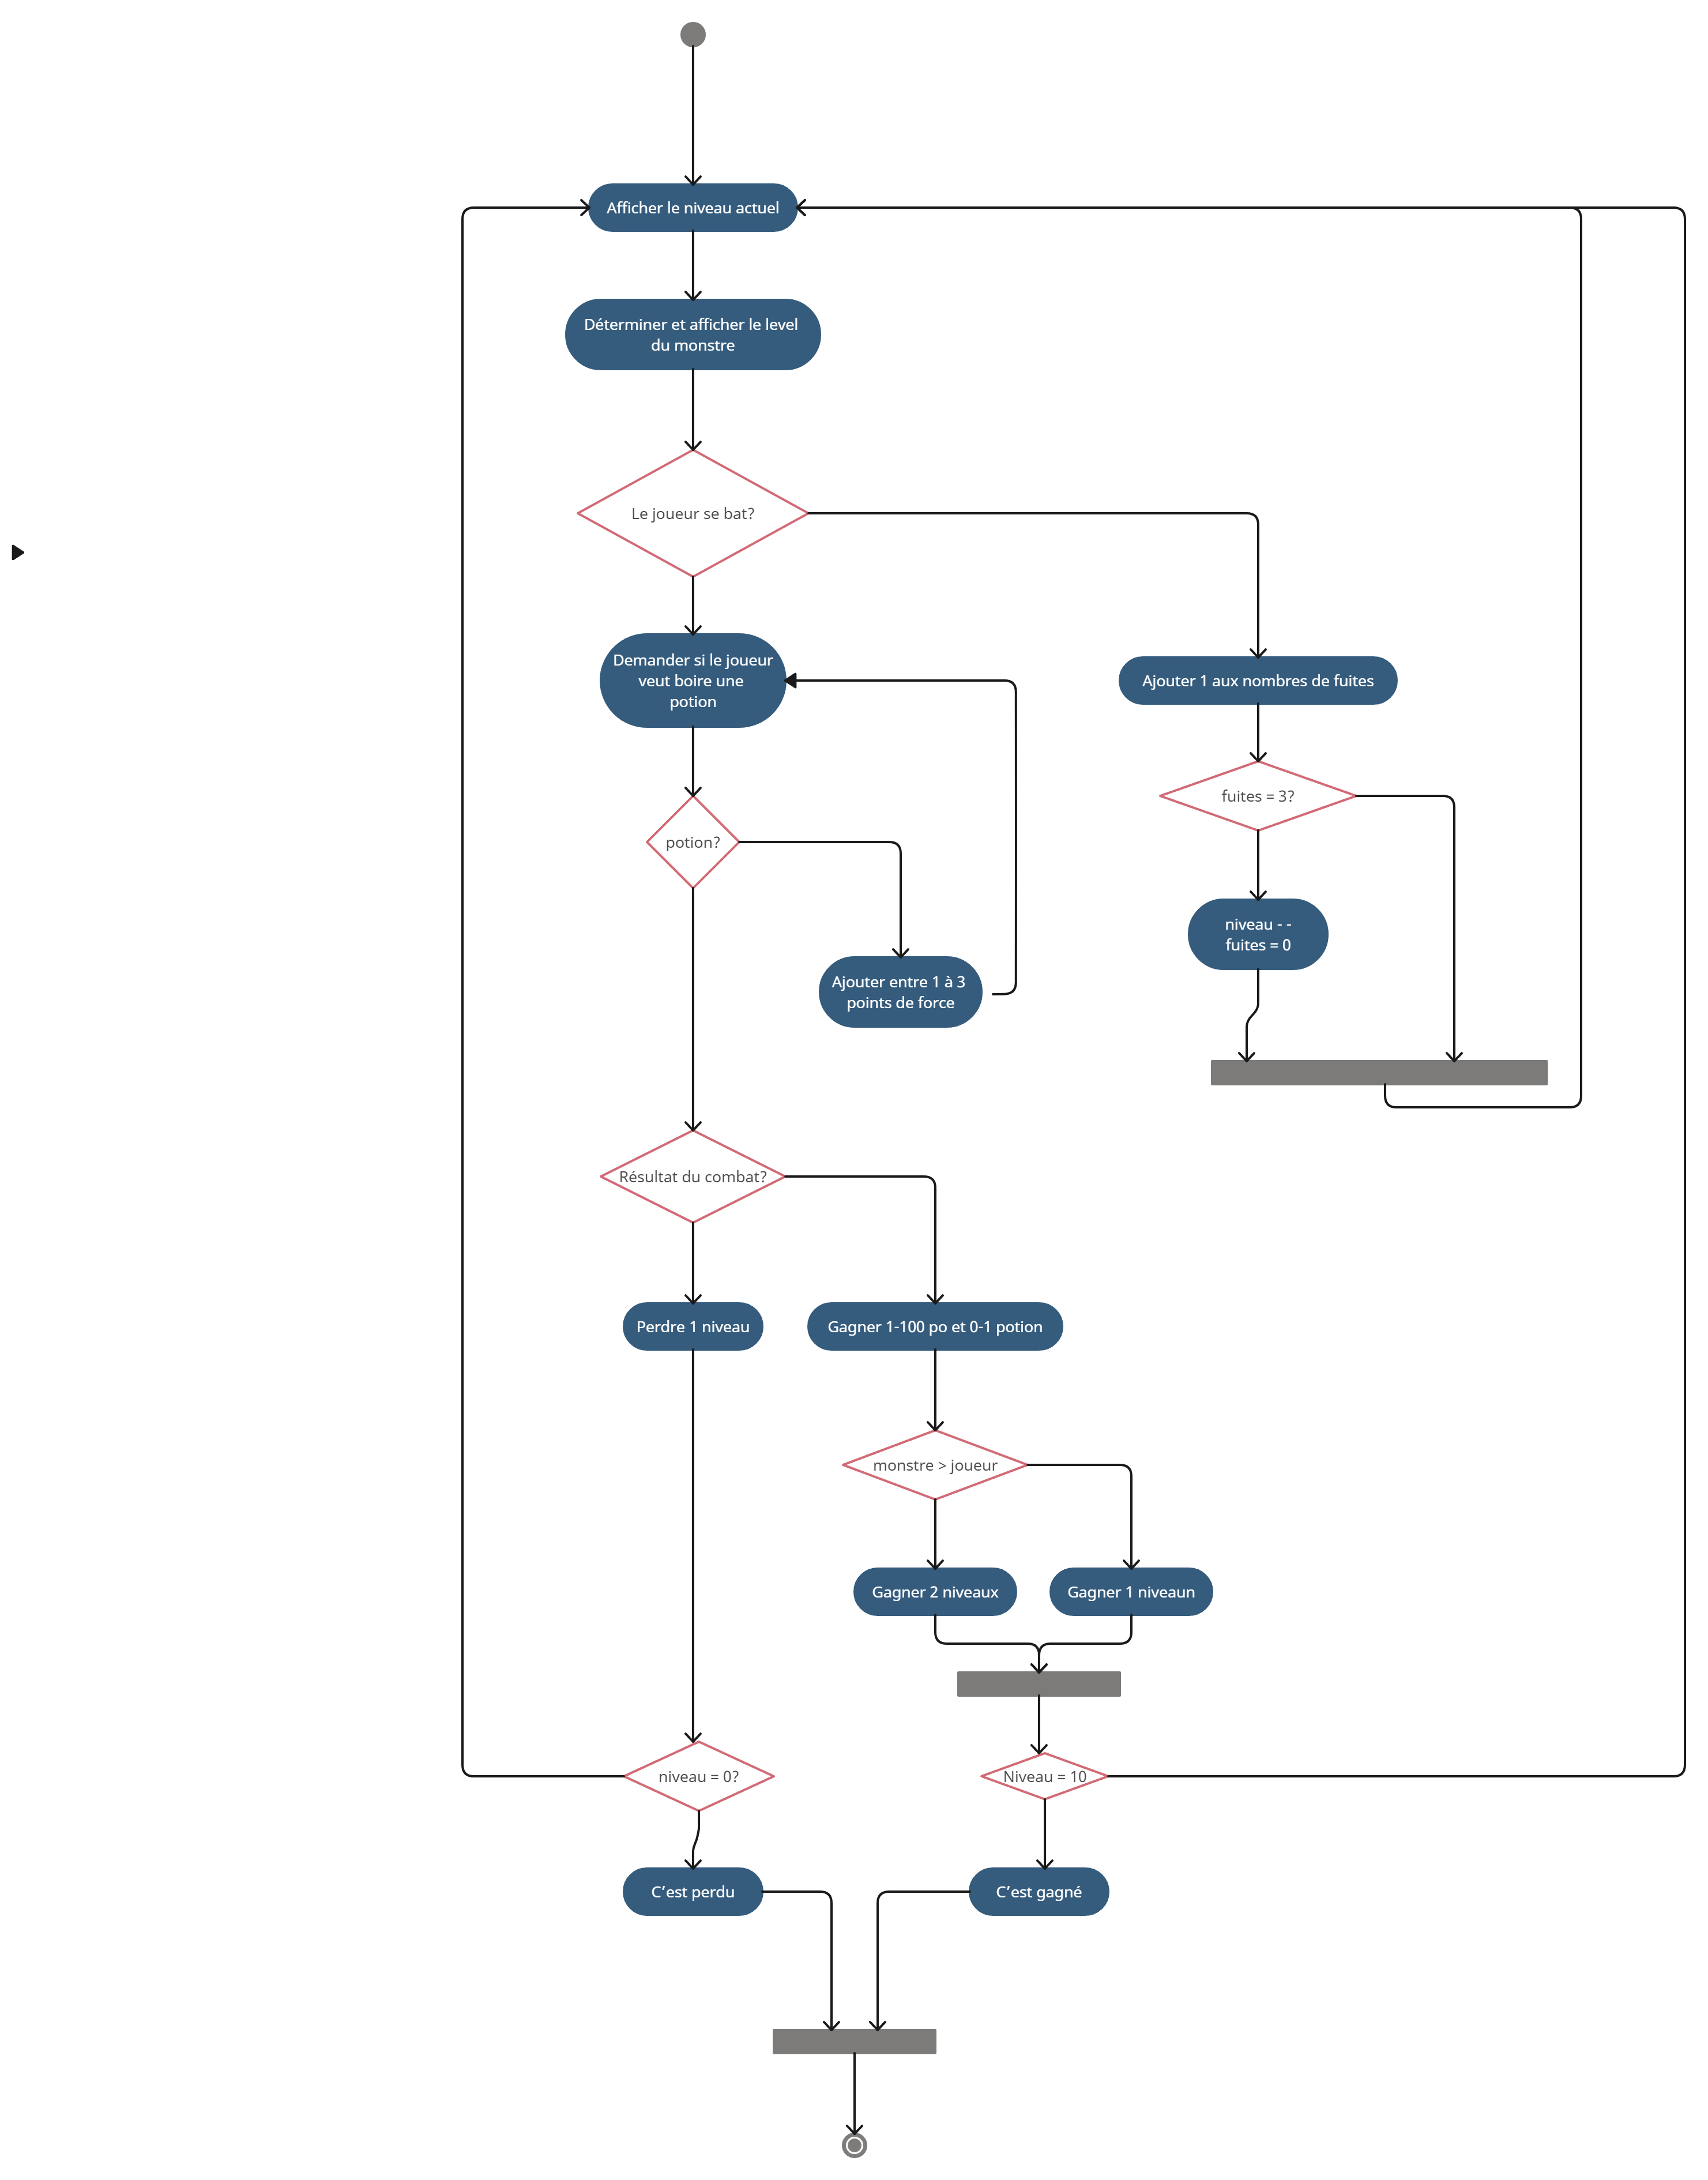 Afficher le niveau actuel
Déterminer et afficher le level
du monstre
Le joueur se bat?
Demander si le joueur
veut boire une
potion
Ajouter 1 aux nombres de fuites
fuites = 3?
potion?
niveau - -
fuites = 0
Ajouter entre 1 à 3
points de force
Résultat du combat?
Perdre 1 niveau
Gagner 1-100 po et 0-1 potion
monstre > joueur
Gagner 2 niveaux
Gagner 1 niveaun
niveau = 0?
Niveau = 10
C’est perdu
C’est gagné